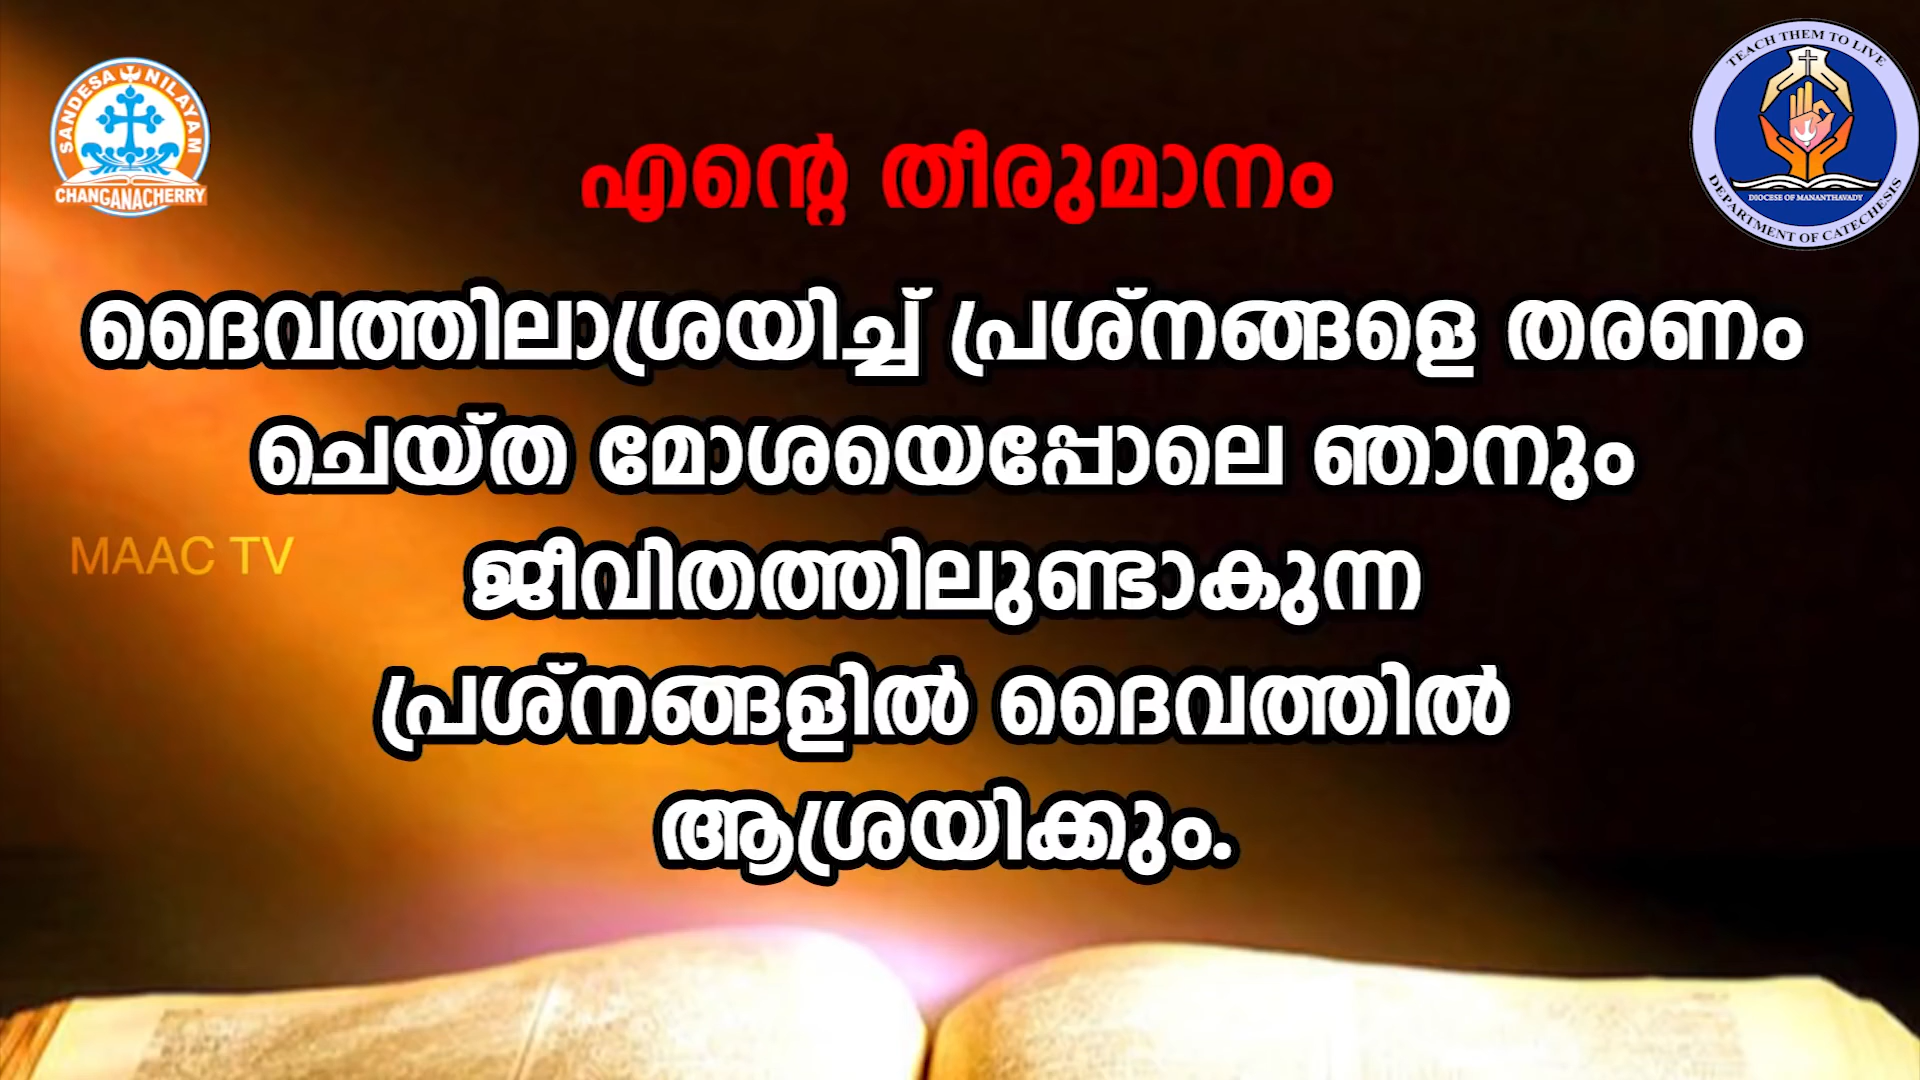 SANDESA NILAYAM
CHANGANACHERRY
TEACH THEM TO LIVE
DIOCESE OF MANANTHAVADY
DEPARTMENT OF CATECHESIS
എന്റെ തീരുമാനം
ദൈവത്തിലാശ്രയിച്ച് പ്രശ്നങ്ങളെ തരണം
ചെയ്ത മോശയെപ്പോലെ ഞാനും
MAAC TV
ജീവിതത്തിലുണ്ടാകുന്ന
പ്രശ്നങ്ങളിൽ ദൈവത്തിൽ
ആശ്രയിക്കും.